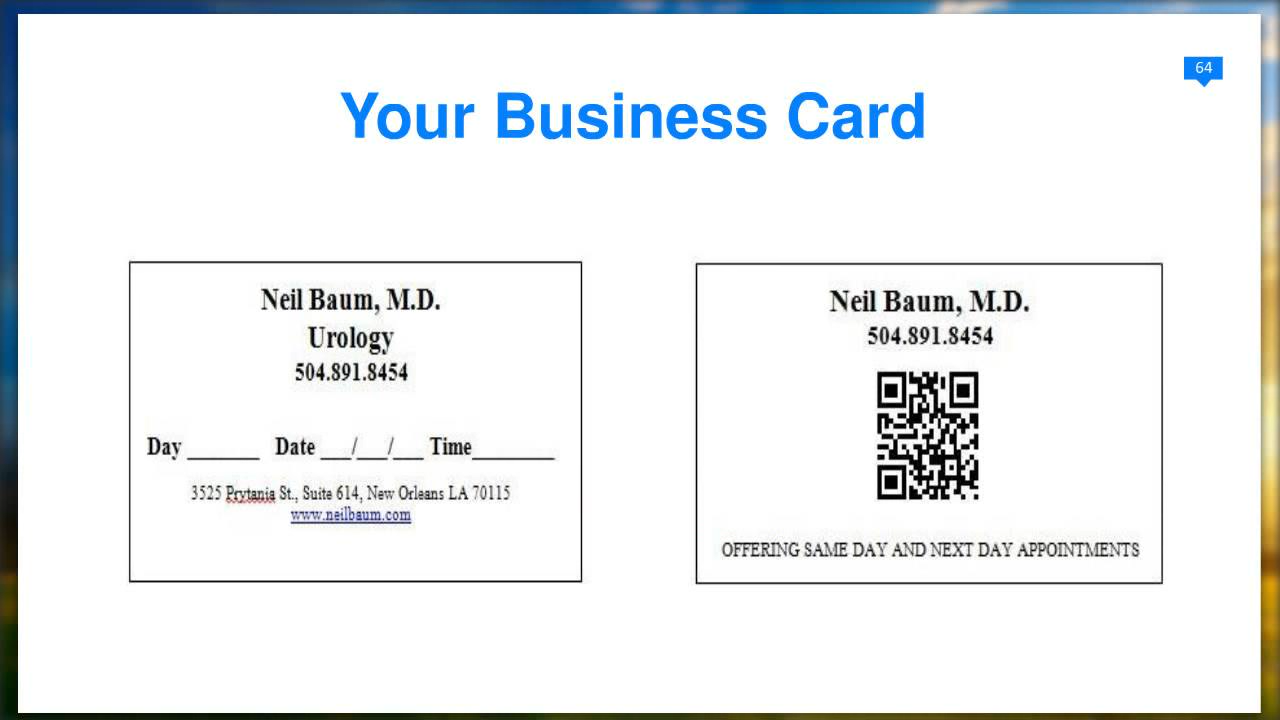 64
Your Business Card
Neil Baum, M.D.
Urology
504.891.8454
Day _______ Date ___/___/___ Time________
3525 Prytania St., Suite 614, New Orleans LA 70115
www.neilbaum.com
Neil Baum, M.D.
504.891.8454
OFFERING SAME DAY AND NEXT DAY APPOINTMENTS